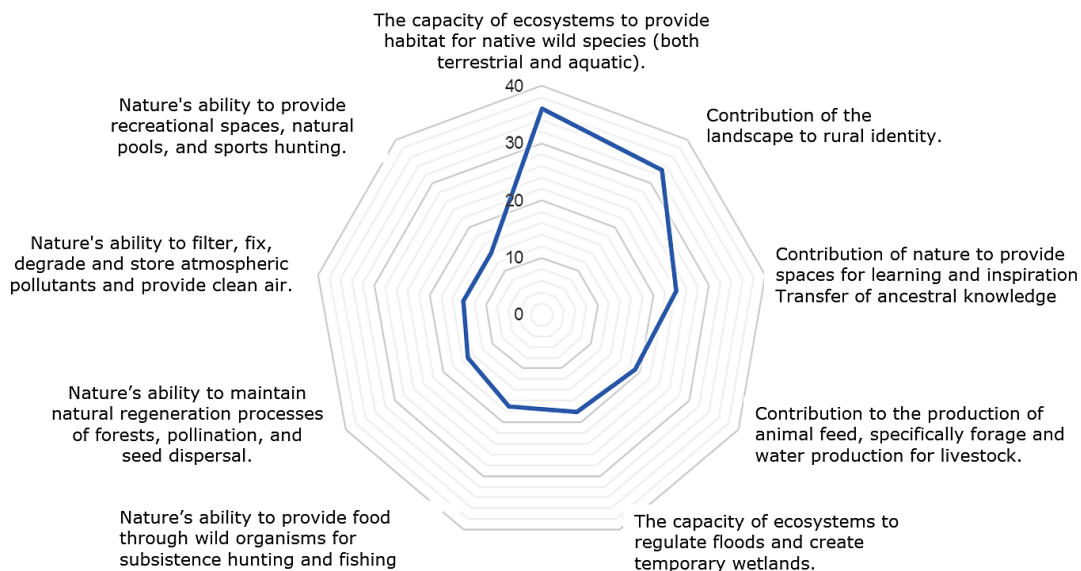 The capacity of ecosystems to provide
habitat for native wild species (both
terrestrial and aquatic).
40
30
20
10
0
Contribution of the
landscape to rural identity.
Contribution of nature to provide
spaces for learning and inspiration
Transfer of ancestral knowledge
Contribution to the production of
animal feed, specifically forage and
water production for livestock.
The capacity of ecosystems to
regulate floods and create
temporary wetlands.
Nature’s ability to provide food
through wild organisms for
subsistence hunting and fishing
Nature’s ability to maintain
natural regeneration processes
of forests, pollination, and
seed dispersal.
Nature's ability to filter, fix,
degrade and store atmospheric
pollutants and provide clean air.
Nature's ability to provide
recreational spaces, natural
pools, and sports hunting.